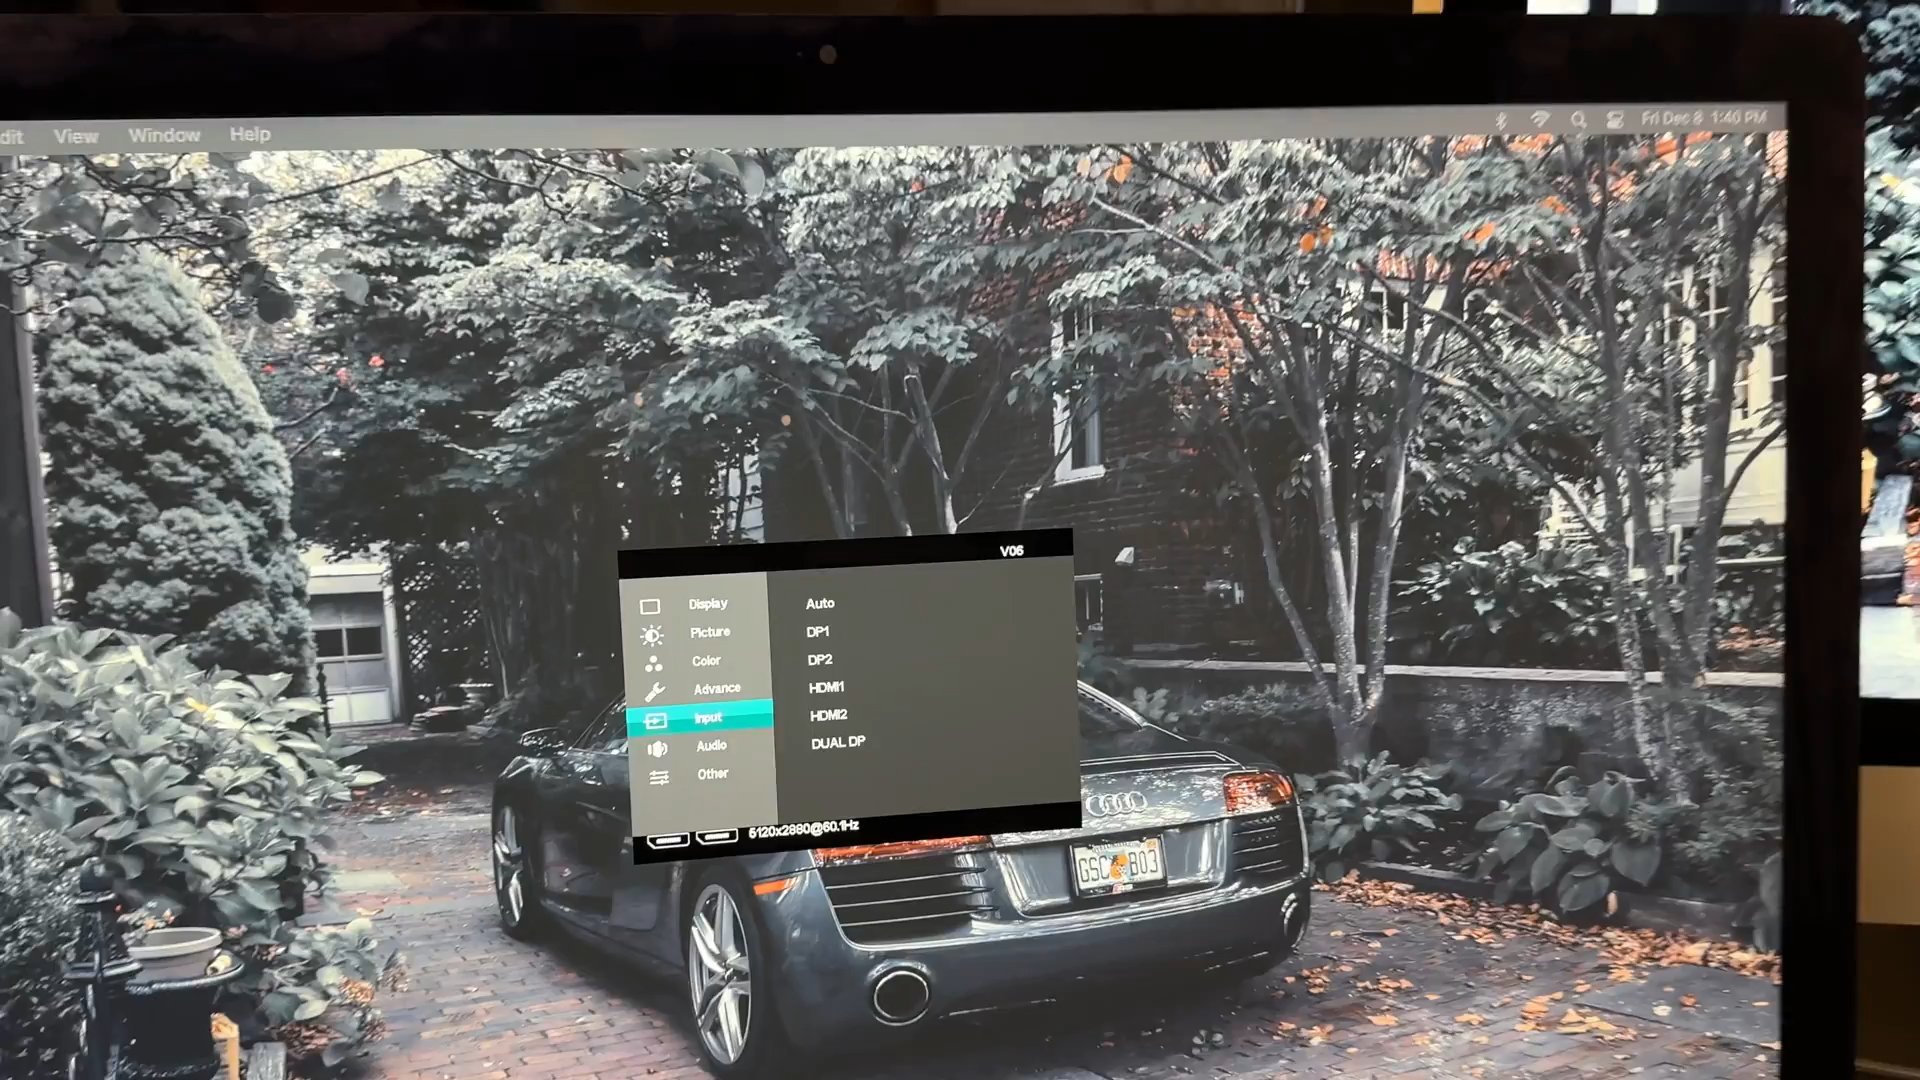 dit View Window Help
Fri Dec 8 1:40 PM
V06
Display
Picture
Color
Advance
Input
Audio
Other
Auto
DP1
DP2
HDMI1
HDMI2
DUAL DP
5120x2880@60.1Hz
GSC B03